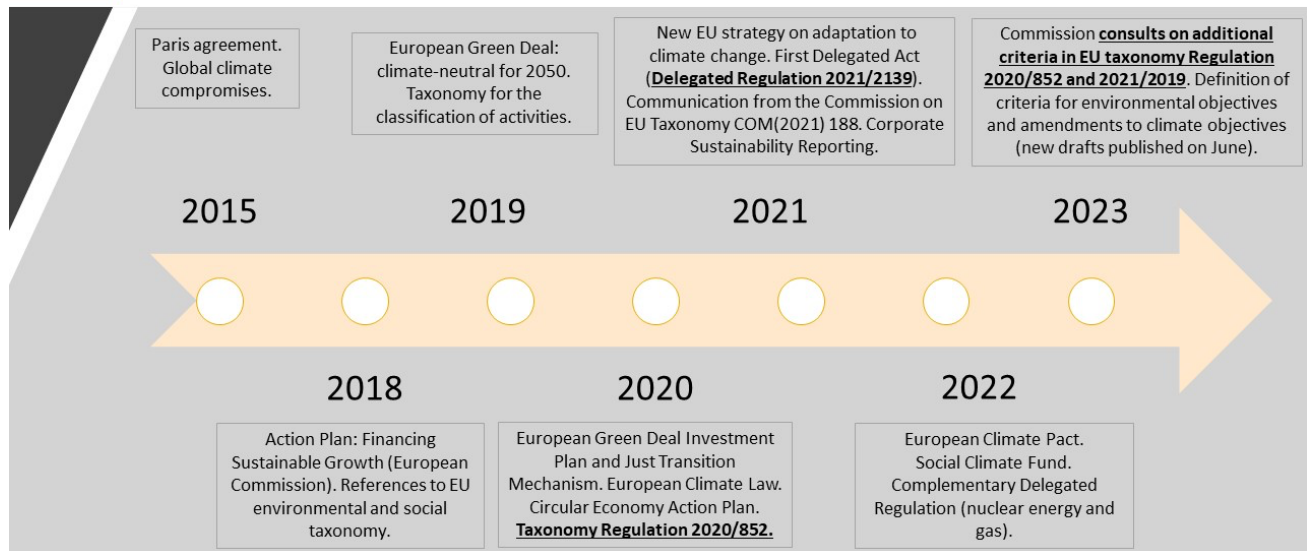 Paris agreement.
Global climate
compromises.
European Green Deal:
climate-neutral for 2050.
Taxonomy for the
classification of activities.
New EU strategy on adaptation to
climate change. First Delegated Act
(Delegated Regulation 2021/2139).
Communication from the Commission on
EU Taxonomy COM(2021) 188. Corporate
Sustainability Reporting.
Commission consults on additional
criteria in EU taxonomy Regulation
2020/852 and 2021/2019. Definition of
criteria for environmental objectives
and amendments to climate objectives
(new drafts published on June).
2015
2019
2021
2023
2018
2020
2022
Action Plan: Financing
Sustainable Growth (European
Commission). References to EU
environmental and social
taxonomy.
European Green Deal Investment
Plan and Just Transition
Mechanism. European Climate Law.
Circular Economy Action Plan.
Taxonomy Regulation 2020/852.
European Climate Pact.
Social Climate Fund.
Complementary Delegated
Regulation (nuclear energy and
gas).